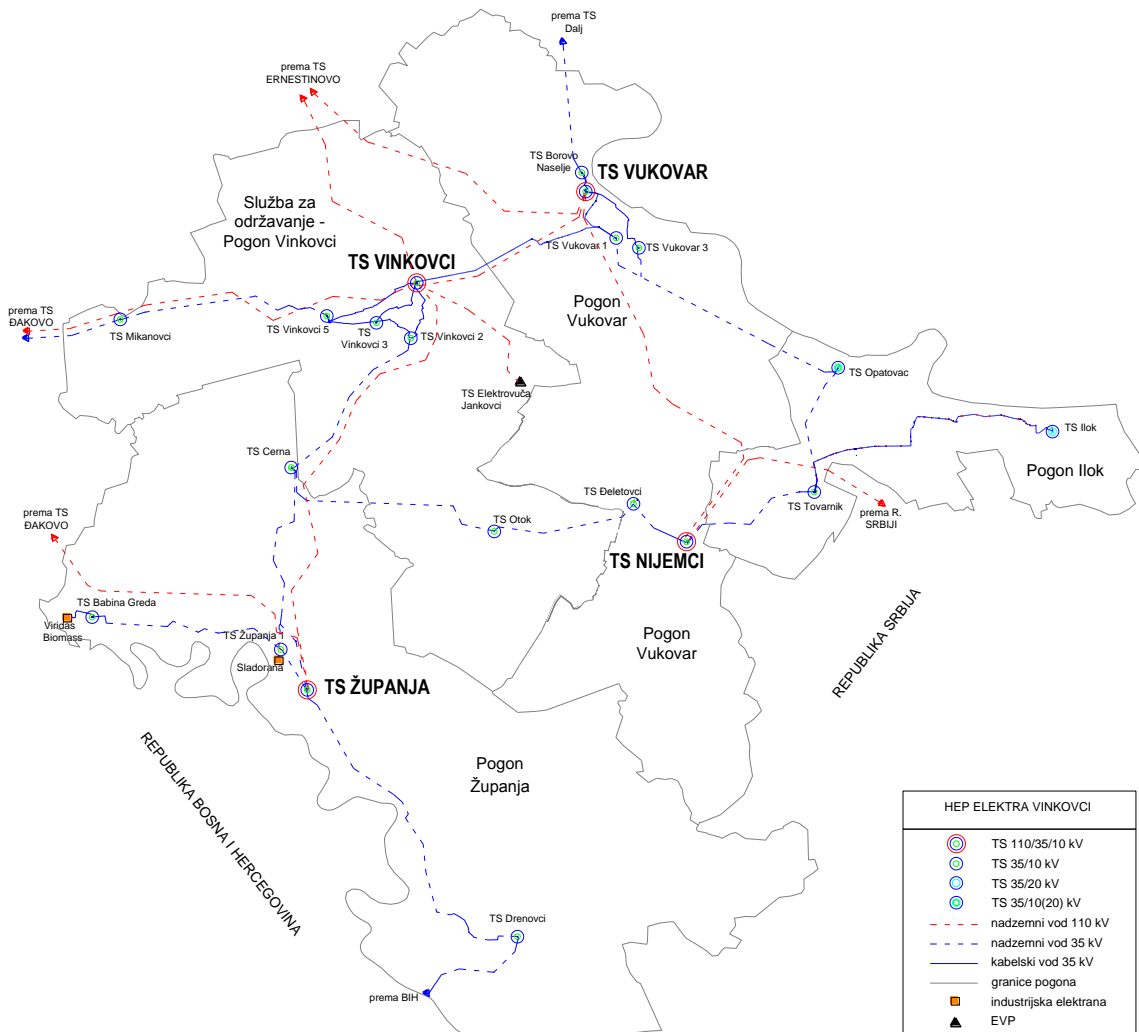 prema TS
Dalj
prema TS
ERNESTINOVO
TS Borovo
Naselje
TS VUKOVAR
Služba za
održavanje -
Pogon Vinkovci
TS Vukovar 1
TS Vukovar 3
TS VINKOVCI
Pogon
Vukovar
prema TS
ĐAKOVO
TS Mikanovci
TS Vinkovci 5
TS
Vinkovci 3
TS Vinkovci 2
TS Opatovac
TS Elektrovuča
Jankovci
TS Ilok
Pogon Ilok
TS Cerna
TS Đeletovci
TS Tovarnik
prema R.
SRBIJI
TS Otok
prema TS
ĐAKOVO
TS NIJEMCI
TS Babina Greda
Viridas
Biomass
TS Županja 1
Sladorana
TS ŽUPANJA
Pogon
Vukovar
REPUBLIKA SRBIJA
REPUBLIKA BOSNA I HERCEGOVINA
Pogon
Županja
TS Drenovci
prema BIH
HEP ELEKTRA VINKOVCI
TS 110/35/10 kV
TS 35/10 kV
TS 35/20 kV
TS 35/10(20) kV
nadzemni vod 110 kV
nadzemni vod 35 kV
kabelski vod 35 kV
granice pogona
industrijska elektrana
EVP